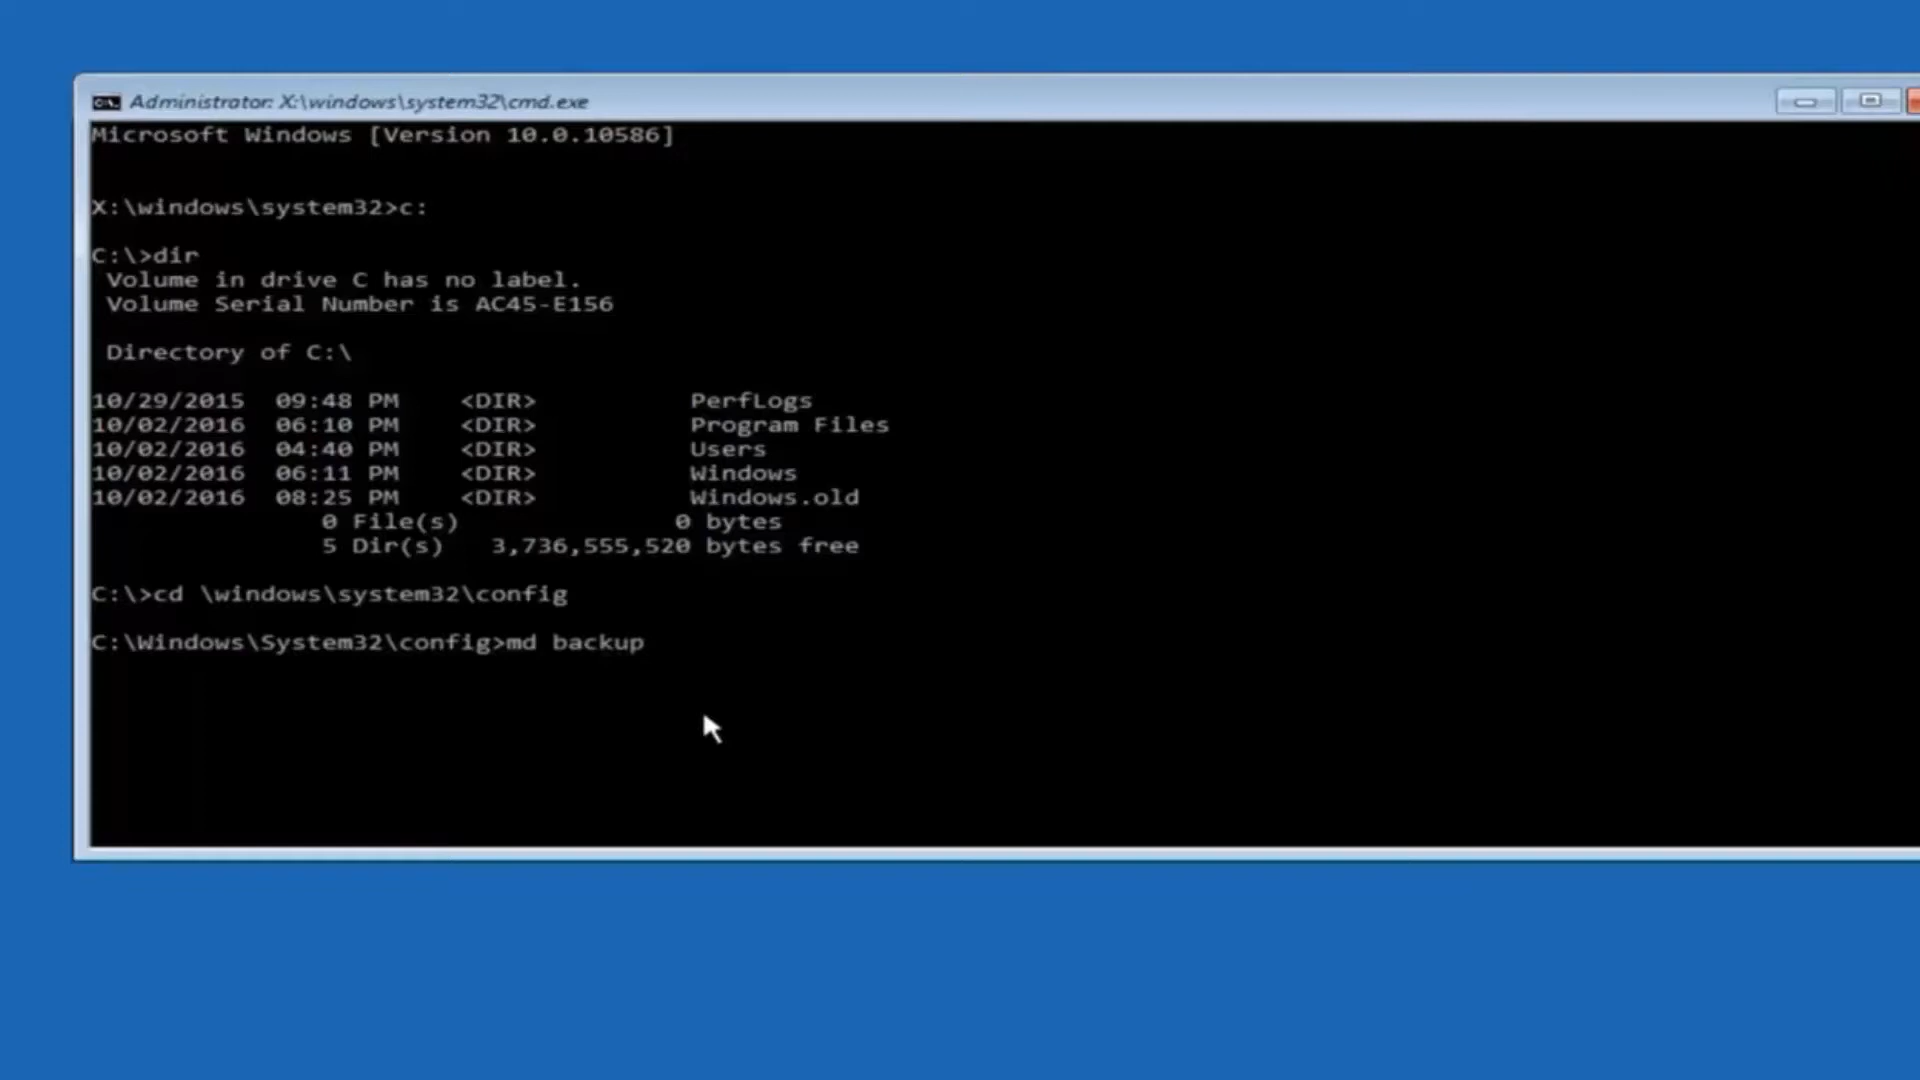 Administrator: X:\windows\system32\cmd.exe
Microsoft Windows [Version 10.0.10586]
X:\windows\system32>c:
C:\>dir
Volume in drive C has no label.
Volume Serial Number is AC45-E156
Directory of C:\
10/29/2015  09:48 PM    <DIR>          PerfLogs
10/02/2016  06:10 PM    <DIR>          Program Files
10/02/2016  04:40 PM    <DIR>          Users
10/02/2016  06:11 PM    <DIR>          Windows
10/02/2016  08:25 PM    <DIR>          Windows.old
0 File(s)              0 bytes
5 Dir(s)   3,736,555,520 bytes free
C:\>cd \windows\system32\config
C:\Windows\System32\config>md backup